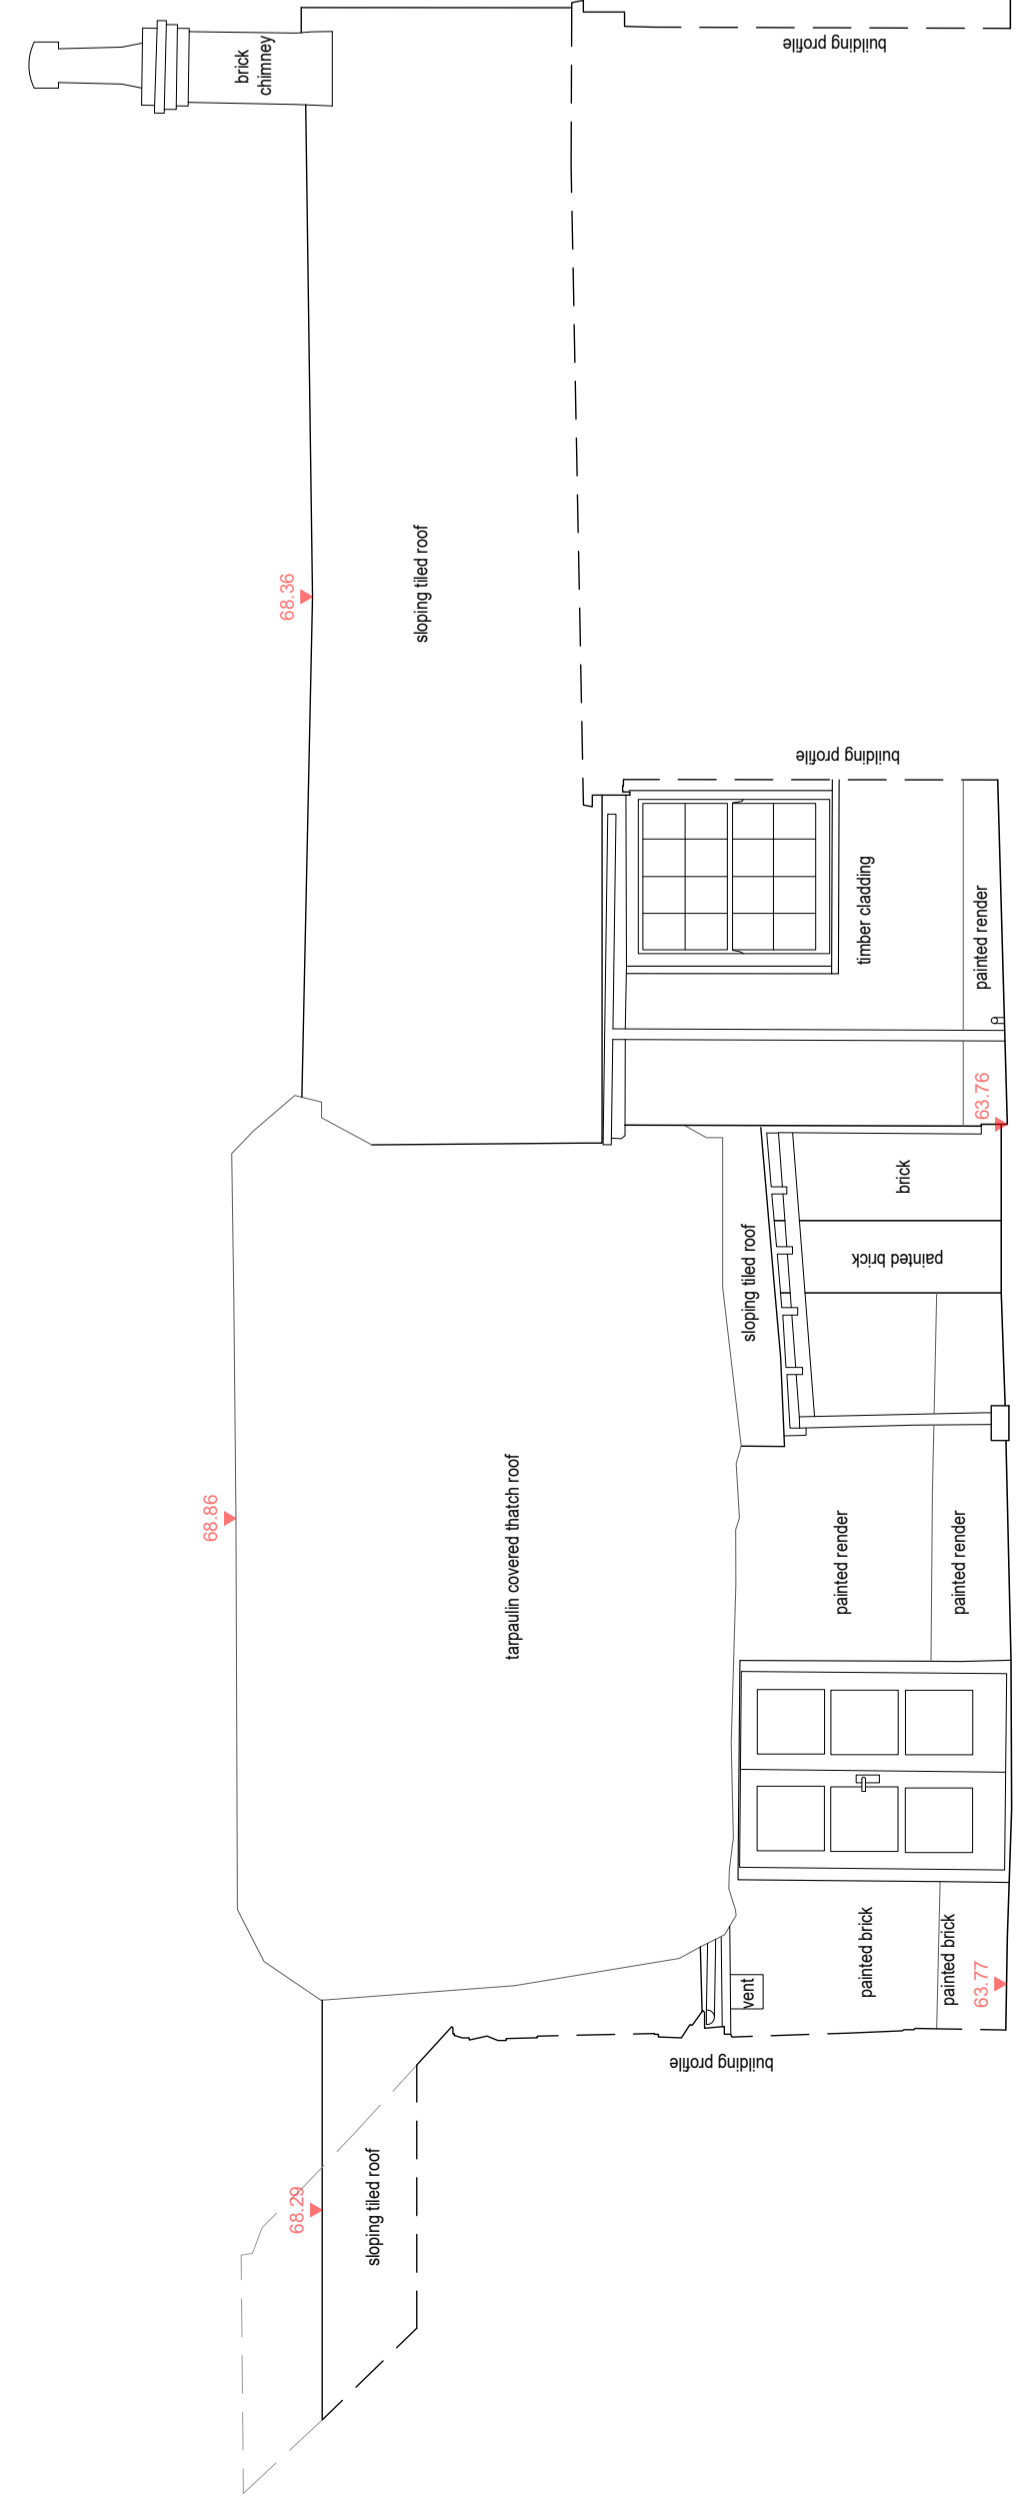 brick
chimney
building profile
sloping tiled roof
68.36
building profile
timber cladding
painted render
63.76
brick
painted brick
sloping tiled roof
68.86
tarpaulin covered thatch roof
painted render
painted render
painted brick
painted brick
63.77
vent
building profile
sloping tiled roof
68.29